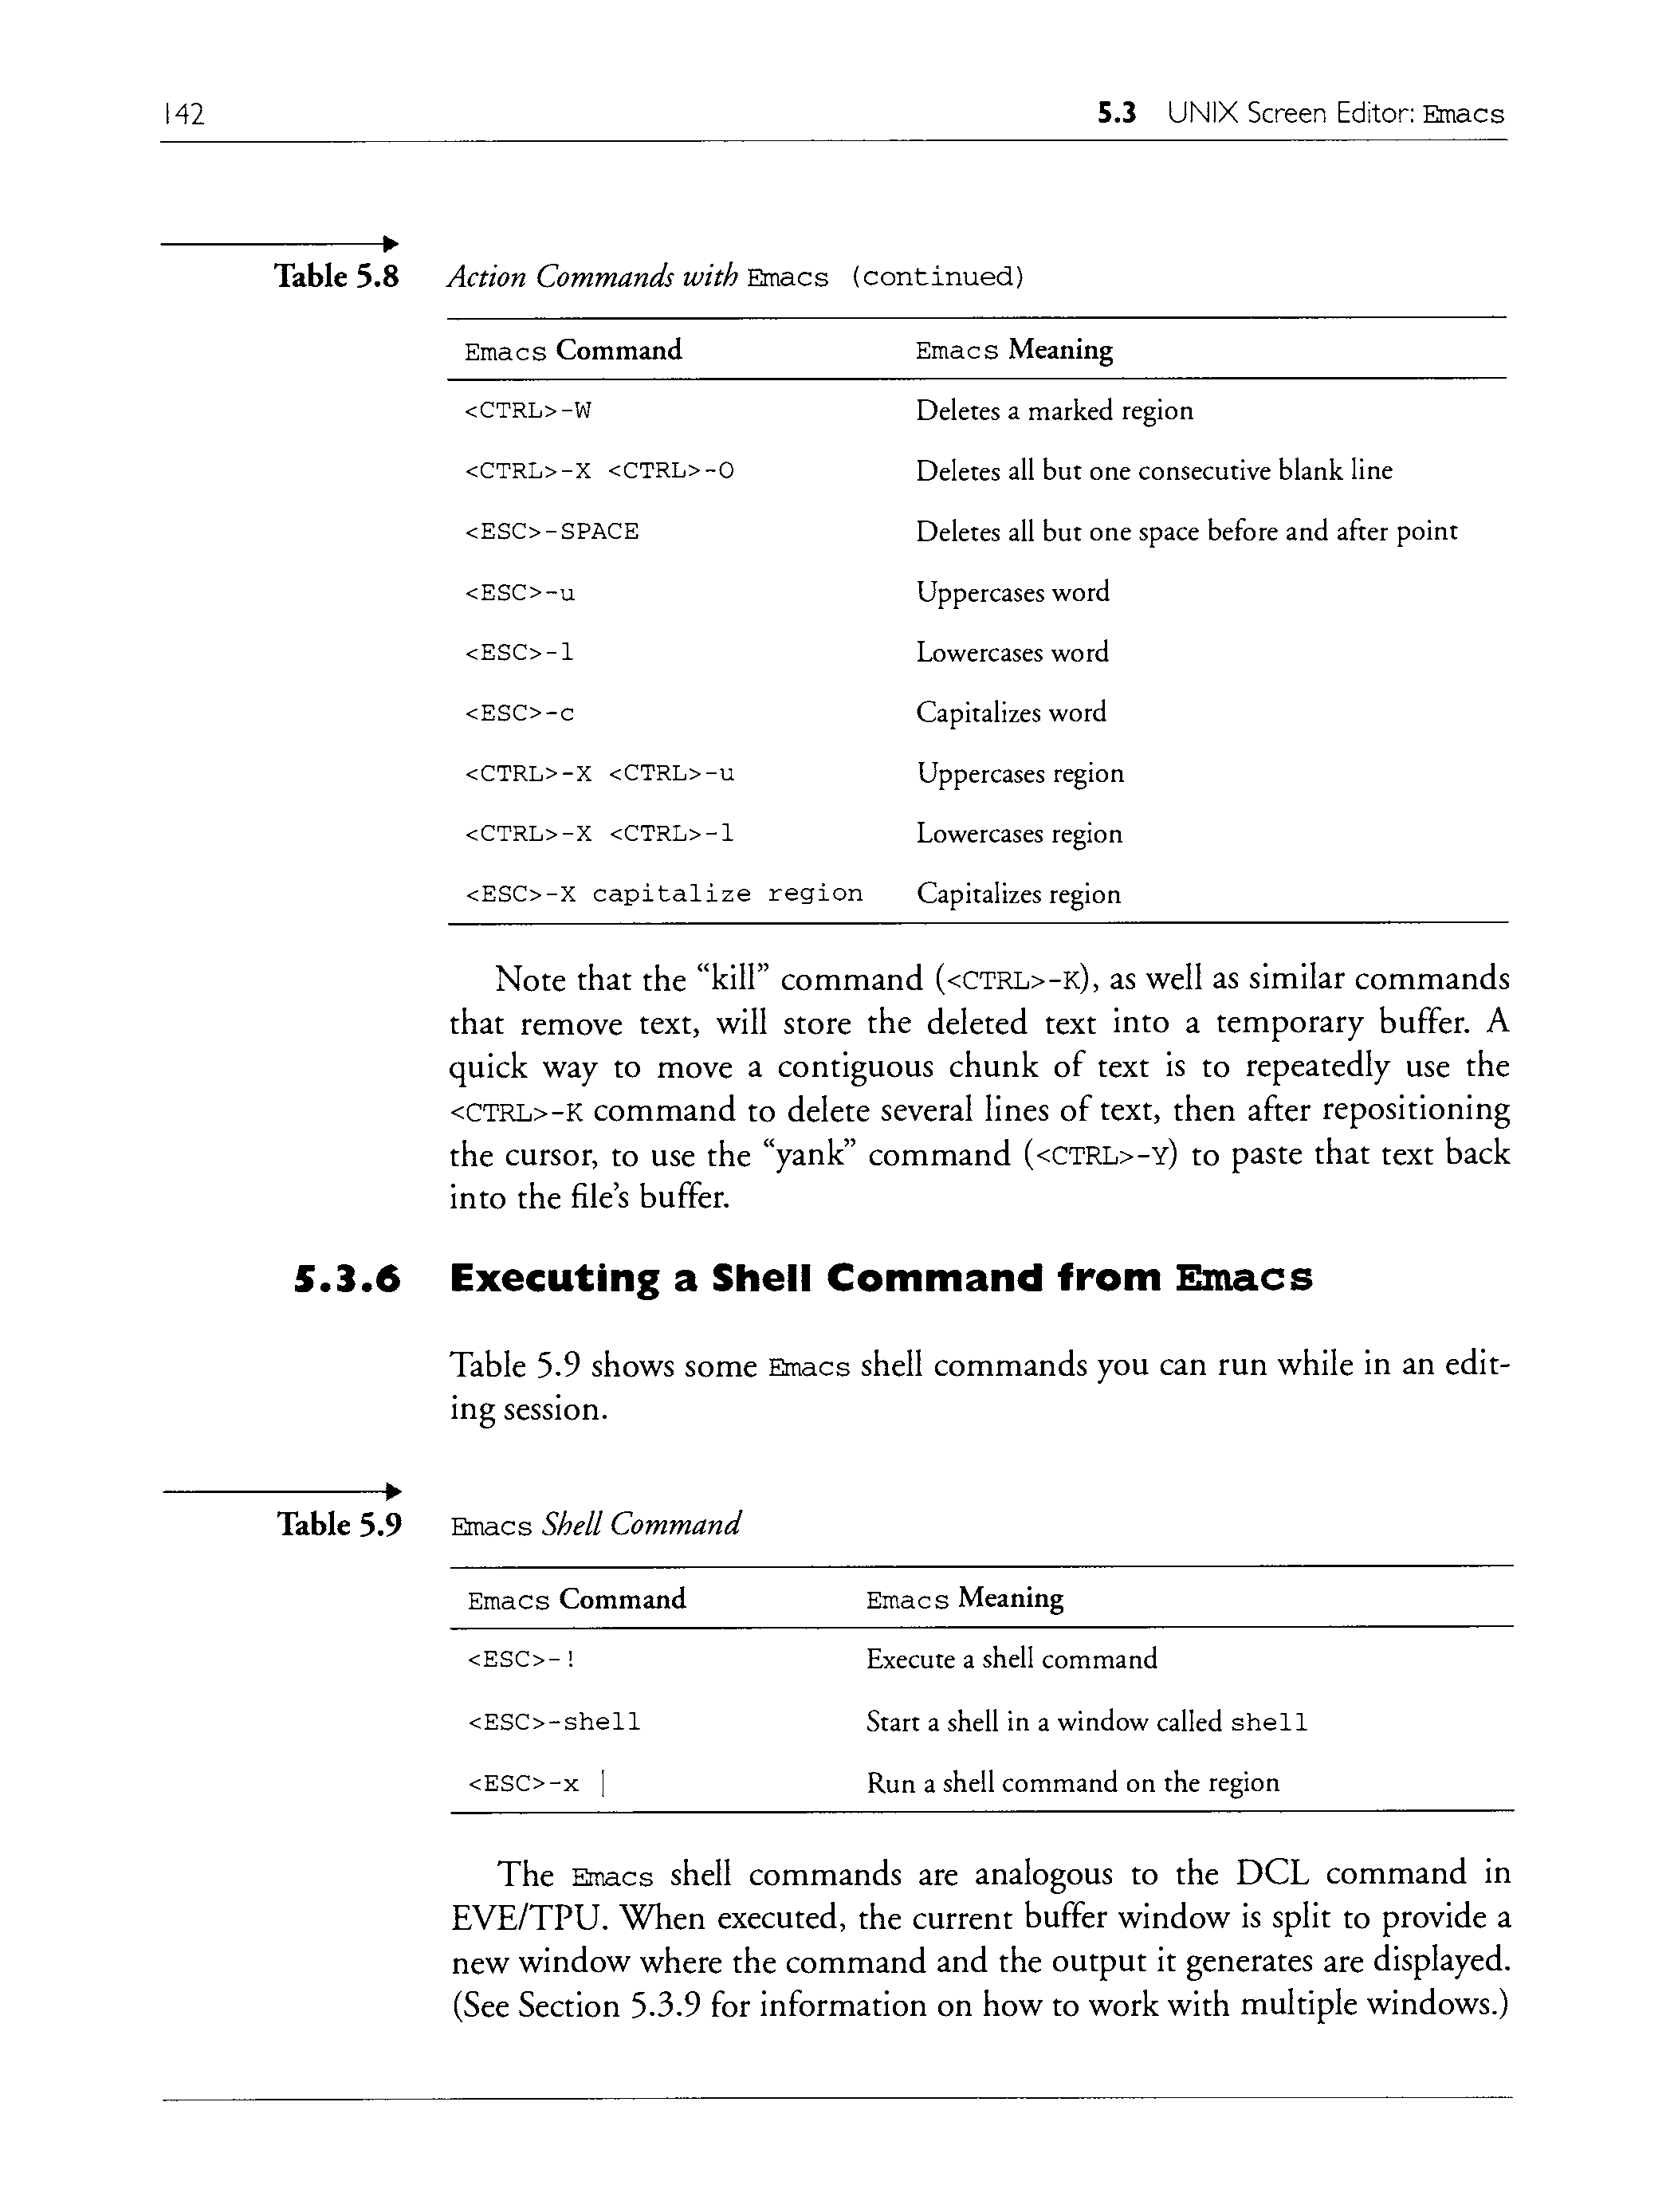 142 5.3 UNIX Screen Editor: Emacs
Table 5.8 Action Commands with Emacs (continued)
Emacs Command Emacs Meaning
<CTRL>-W Deletes a marked region
<CTRL>-X <CTRL>-O Deletes all but one consecutive blank line
<ESC>-SPACE Deletes all but one space before and after point
<ESC>-u Uppercases word
<ESC>-l Lowercases word
<ESC>-c Capitalizes word
<CTRL>-X <CTRL>-u Uppercases region
<CTRL>-X <CTRL>-l Lowercases region
<ESC>-X capitalize region Capitalizes region
Note that the “kill” command (<CTRL>-K), as well as similar commands
that remove text, will store the deleted text into a temporary buffer. A
quick way to move a contiguous chunk of text is to repeatedly use the
<CTRL>-K command to delete several lines of text, then after repositioning
the cursor, to use the “yank” command (<CTRL>-Y) to paste that text back
into the file’s buffer.
5.3.6 Executing a Shell Command from Emacs
Table 5.9 shows some Emacs shell commands you can run while in an edit-
ing session.
Table 5.9 Emacs Shell Command
Emacs Command Emacs Meaning
<ESC>-! Execute a shell command
<ESC>-shell Start a shell in a window called shell
<ESC>-x | Run a shell command on the region
The Emacs shell commands are analogous to the DCL command in
EVE/TPU. When executed, the current buffer window is split to provide a
new window where the command and the output it generates are displayed.
(See Section 5.3.9 for information on how to work with multiple windows.)